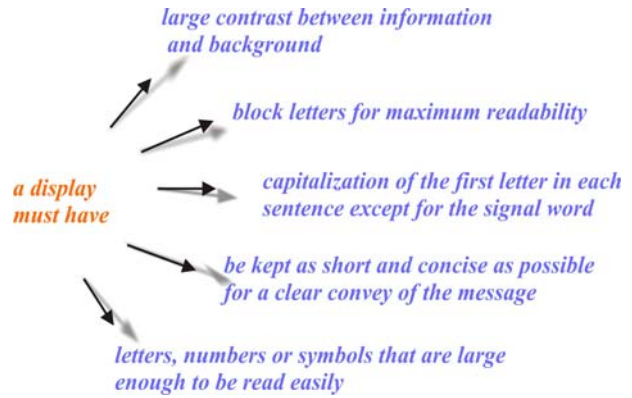 large contrast between information
and background
block letters for maximum readability
a display
must have
capitalization of the first letter in each
sentence except for the signal word
be kept as short and concise as possible
for a clear convey of the message
letters, numbers or symbols that are large
enough to be read easily